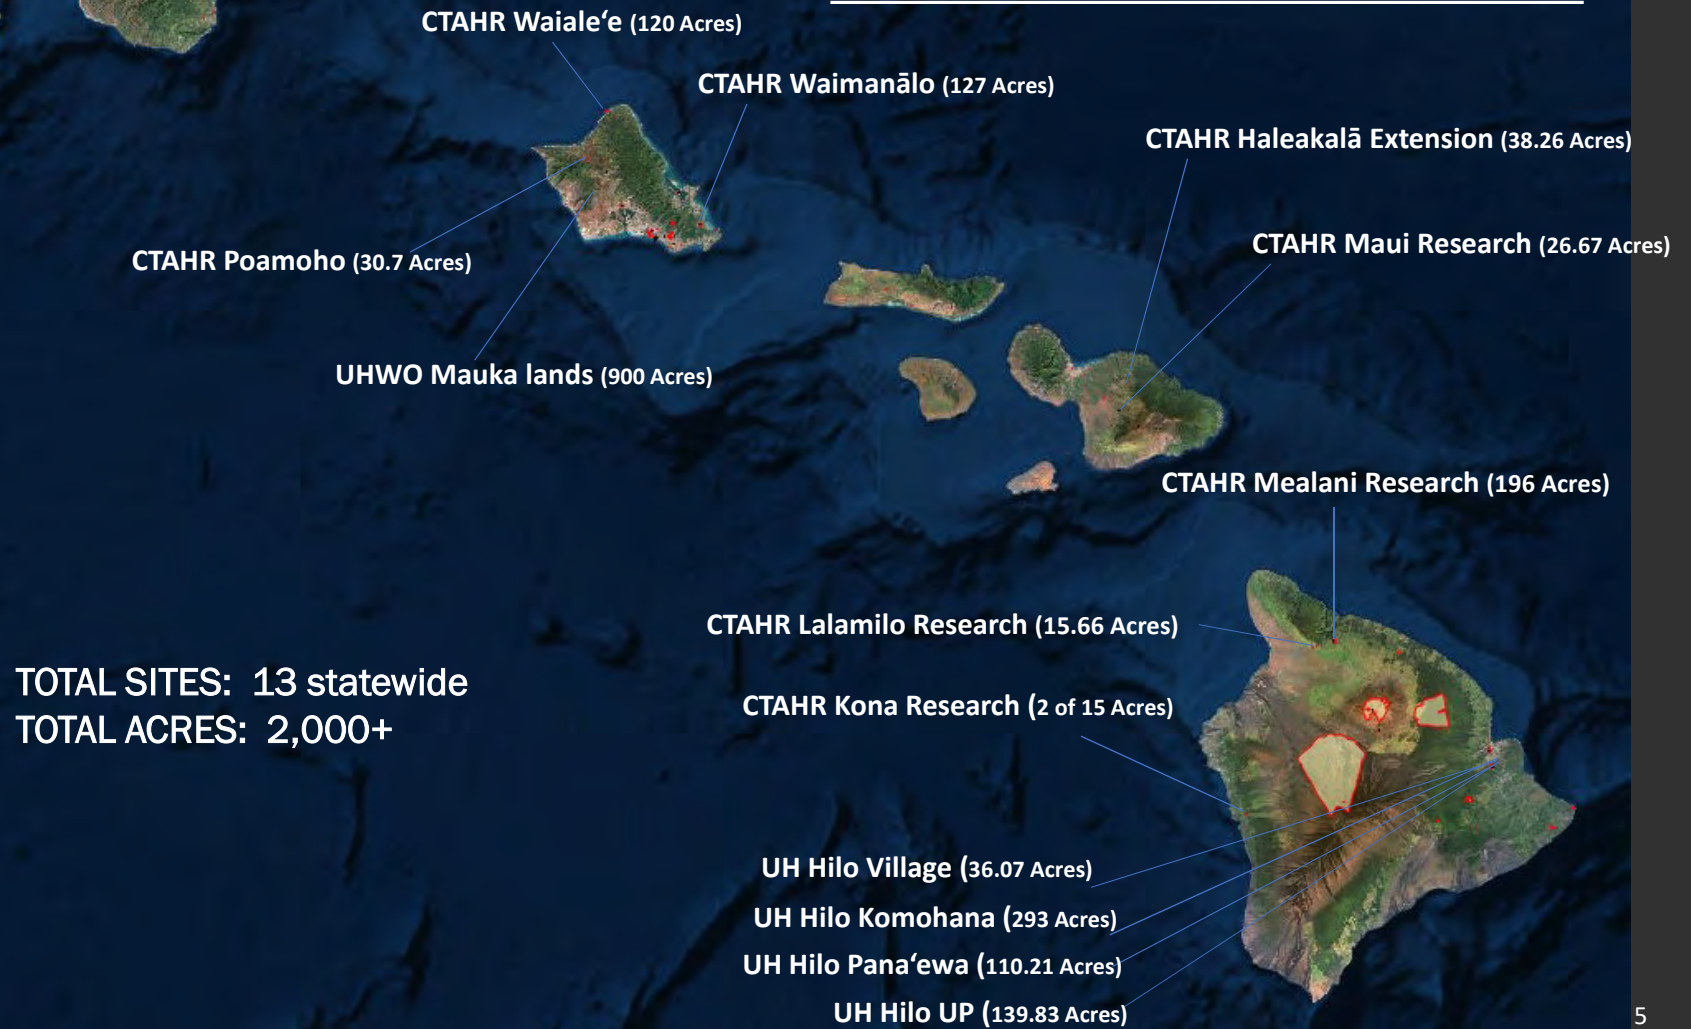 CTAHR Waiale‘e (120 Acres)
CTAHR Waimanālo (127 Acres)
CTAHR Haleakalā Extension (38.26 Acres)
CTAHR Maui Research (26.67 Acres)
CTAHR Poamoho (30.7 Acres)
UHWO Mauka lands (900 Acres)
CTAHR Mealani Research (196 Acres)
CTAHR Lalamilo Research (15.66 Acres)
TOTAL SITES: 13 statewide
TOTAL ACRES: 2,000+
CTAHR Kona Research (2 of 15 Acres)
UH Hilo Village (36.07 Acres)
UH Hilo Komohana (293 Acres)
UH Hilo Pana‘ewa (110.21 Acres)
UH Hilo UP (139.83 Acres)
5